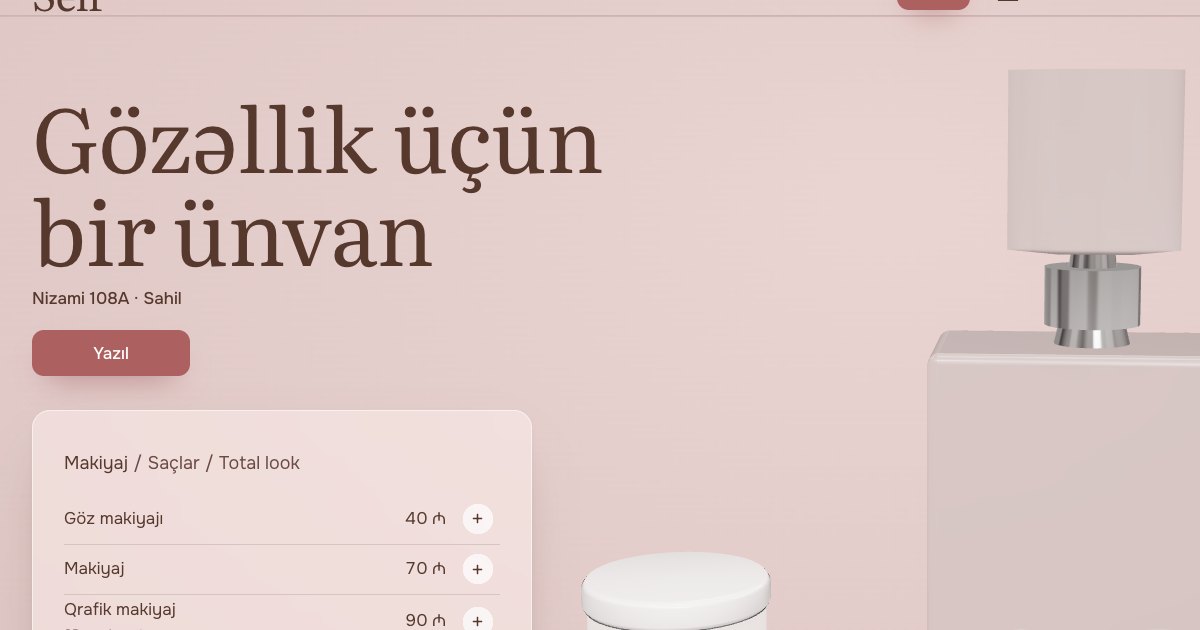 Self
Gözəllik üçün
bir ünvan
Nizami 108A · Sahil
Yazıl
Makiyaj / Saçlar / Total look
Göz makiyajı 40 ₼ +
Makiyaj 70 ₼ +
Qrafik makiyaj 90 ₼ +